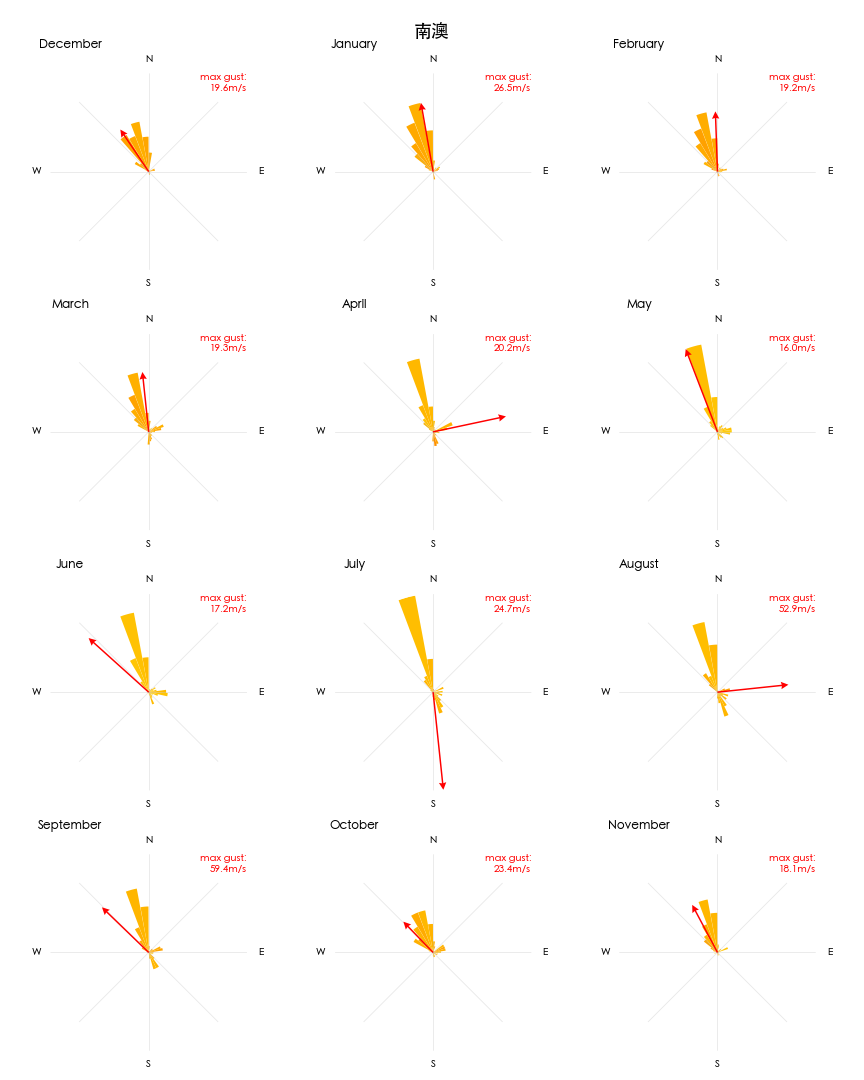 南澳
December
N
max gust:
19.6m/s
W
E
S
January
N
max gust:
26.5m/s
W
E
S
February
N
max gust:
19.2m/s
W
E
S
March
N
max gust:
19.3m/s
W
E
S
April
N
max gust:
20.2m/s
W
E
S
May
N
max gust:
16.0m/s
W
E
S
June
N
max gust:
17.2m/s
W
E
S
July
N
max gust:
24.7m/s
W
E
S
August
N
max gust:
52.9m/s
W
E
S
September
N
max gust:
59.4m/s
W
E
S
October
N
max gust:
23.4m/s
W
E
S
November
N
max gust:
18.1m/s
W
E
S